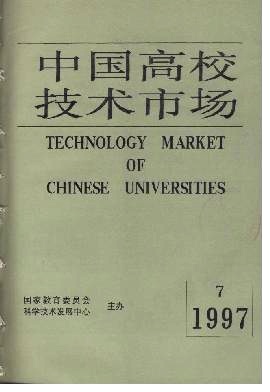 中国高校
技术市场
TECHNOLOGY MARKET
OF
CHINESE UNIVERSITIES
国家教育委员会
科学技术发展中心
主办
7
1997